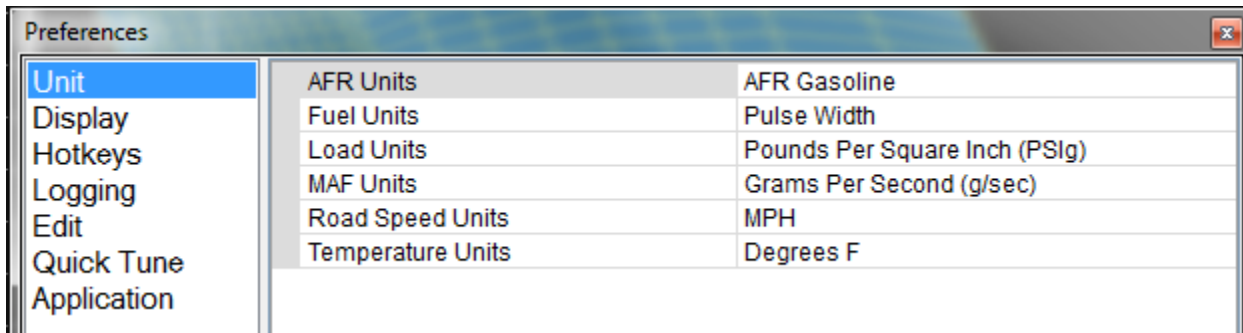 Preferences
Unit
Display
Hotkeys
Logging
Edit
Quick Tune
Application
AFR Units AFR Gasoline
Fuel Units Pulse Width
Load Units Pounds Per Square Inch (PSIg)
MAF Units Grams Per Second (g/sec)
Road Speed Units MPH
Temperature Units Degrees F